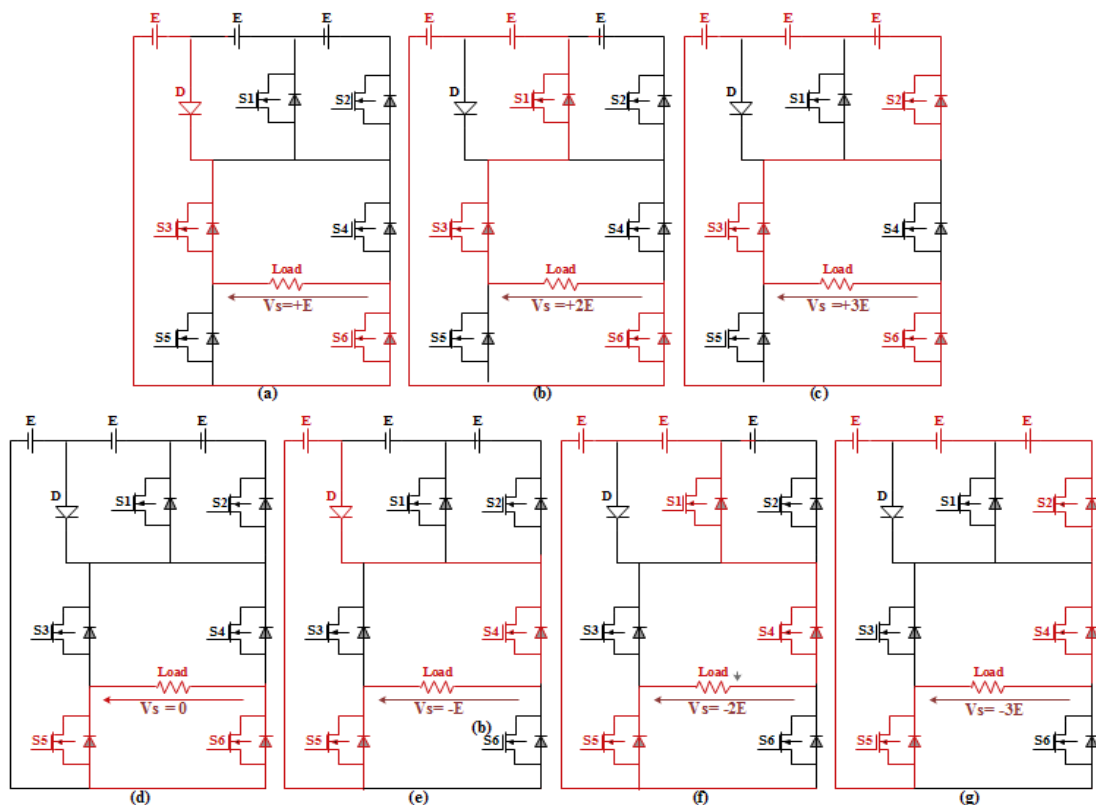 E E E E E E E E E
D S1 S2 D S1 S2 D S1 S2
S3 S4 S3 S4 S3 S4
Load Load Load
Vs=+E Vs =+2E Vs =+3E
S5 S6 S5 S6 S5 S6
(a) (b) (c)
E E E E E E E E E E E E
D S1 S2 D S1 S2 D S1 S2 D S1 S2
S3 S4 S3 S4 S3 S4 S3 S4
Load Load Load Load
Vs = 0 Vs= -E Vs= -2E Vs= -3E
(b)
S5 S6 S5 S6 S5 S6 S5 S6
(d) (e) (f) (g)